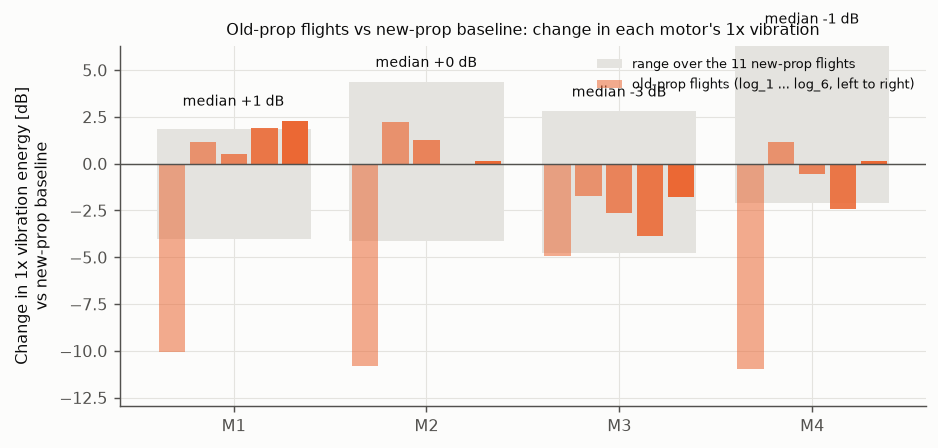 median -1 dB
Old-prop flights vs new-prop baseline: change in each motor's 1x vibration
median +1 dB
median +0 dB
median -3 dB
range over the 11 new-prop flights
old-prop flights (log_1 ... log_6, left to right)
Change in 1x vibration energy [dB]
vs new-prop baseline
5.0
2.5
0.0
−2.5
−5.0
−7.5
−10.0
−12.5
M1
M2
M3
M4